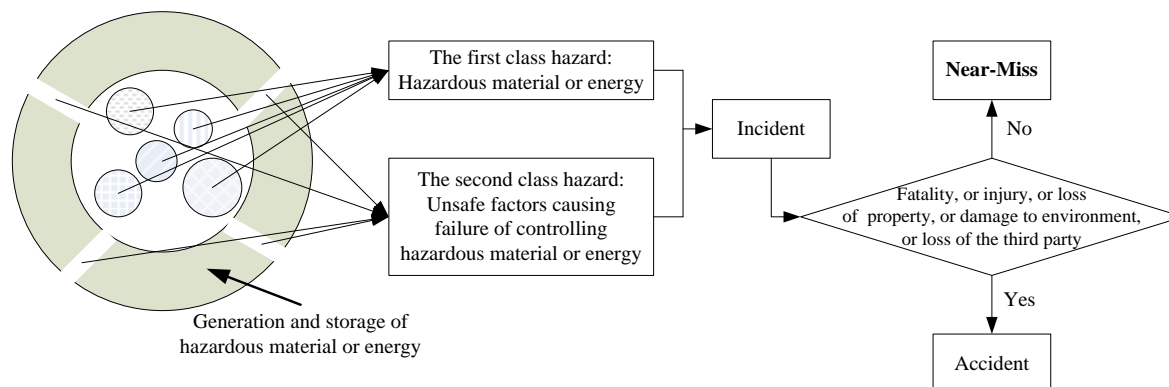 The first class hazard:
Hazardous material or energy
The second class hazard:
Unsafe factors causing
failure of controlling
hazardous material or energy
Generation and storage of
hazardous material or energy
Incident
Near-Miss
No
Fatality, or injury, or loss
of property, or damage to environment,
or loss of the third party
Yes
Accident